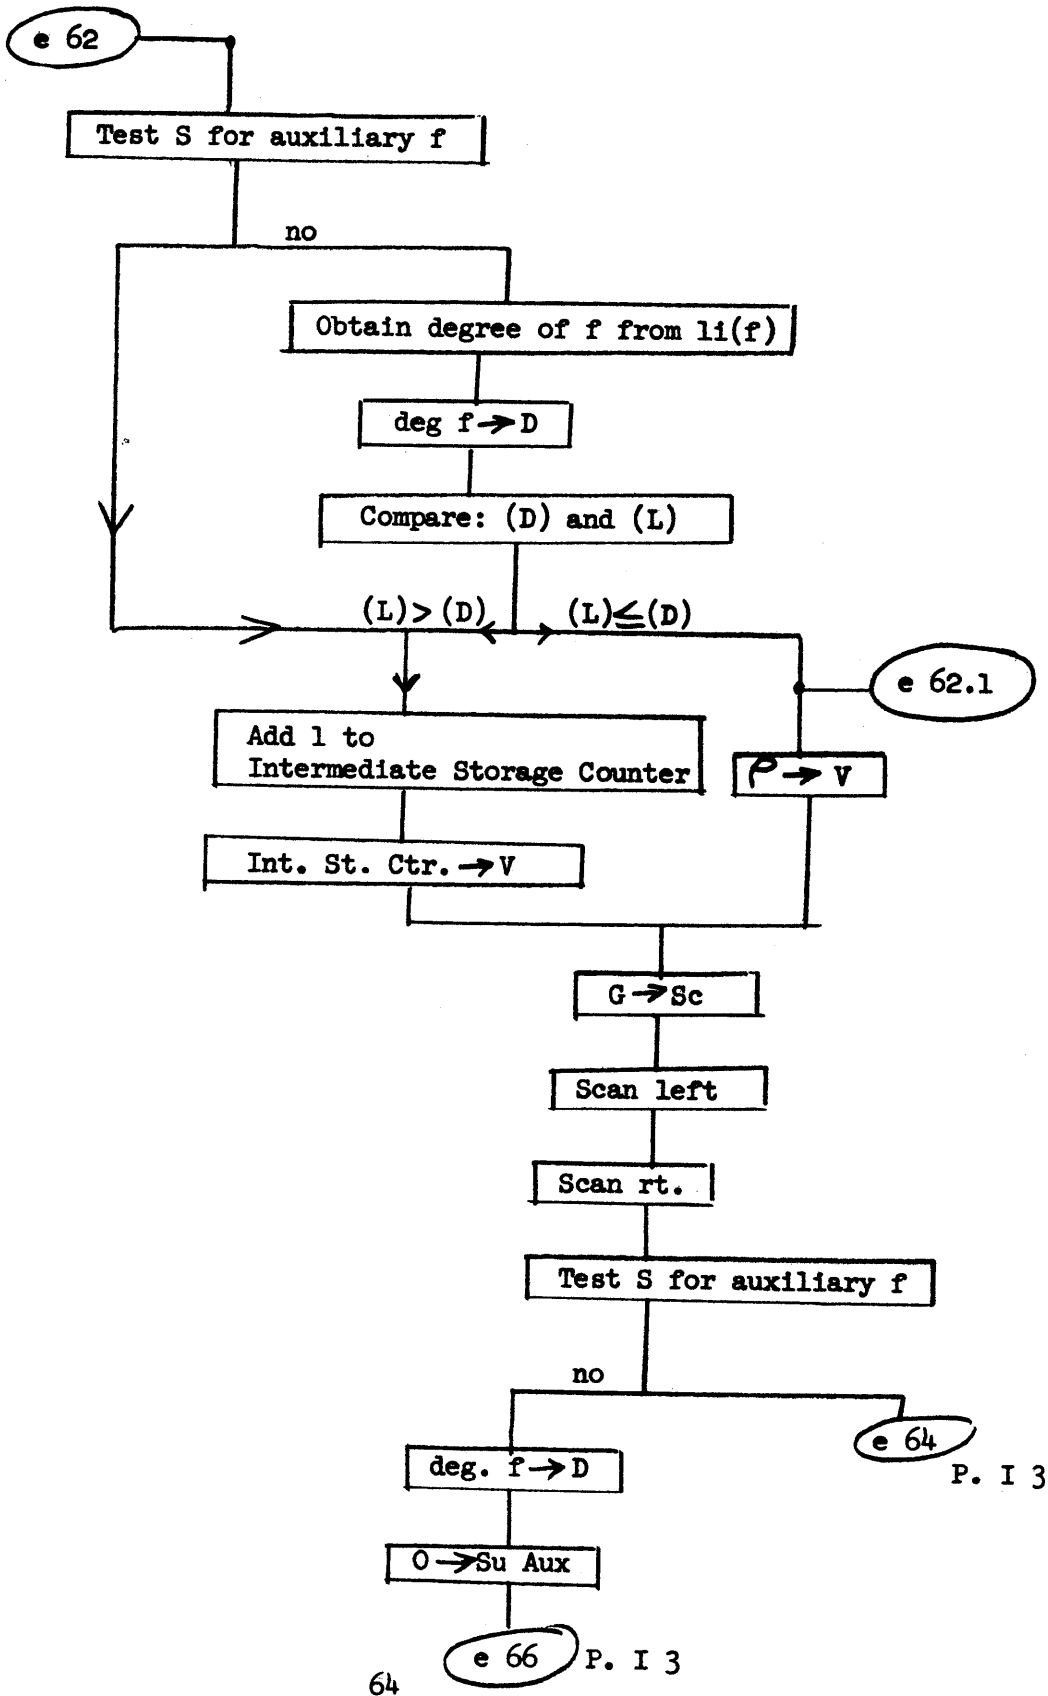 e 62
Test S for auxiliary f
no
Obtain degree of f from li(f)
deg f → D
Compare: (D) and (L)
(L) > (D)
(L) ≤ (D)
e 62.1
Add 1 to
Intermediate Storage Counter
ρ → V
Int. St. Ctr. → V
G → Sc
Scan left
Scan rt.
Test S for auxiliary f
no
e 64
P. I 3
deg. f → D
0 → Su Aux
e 66
P. I 3
64